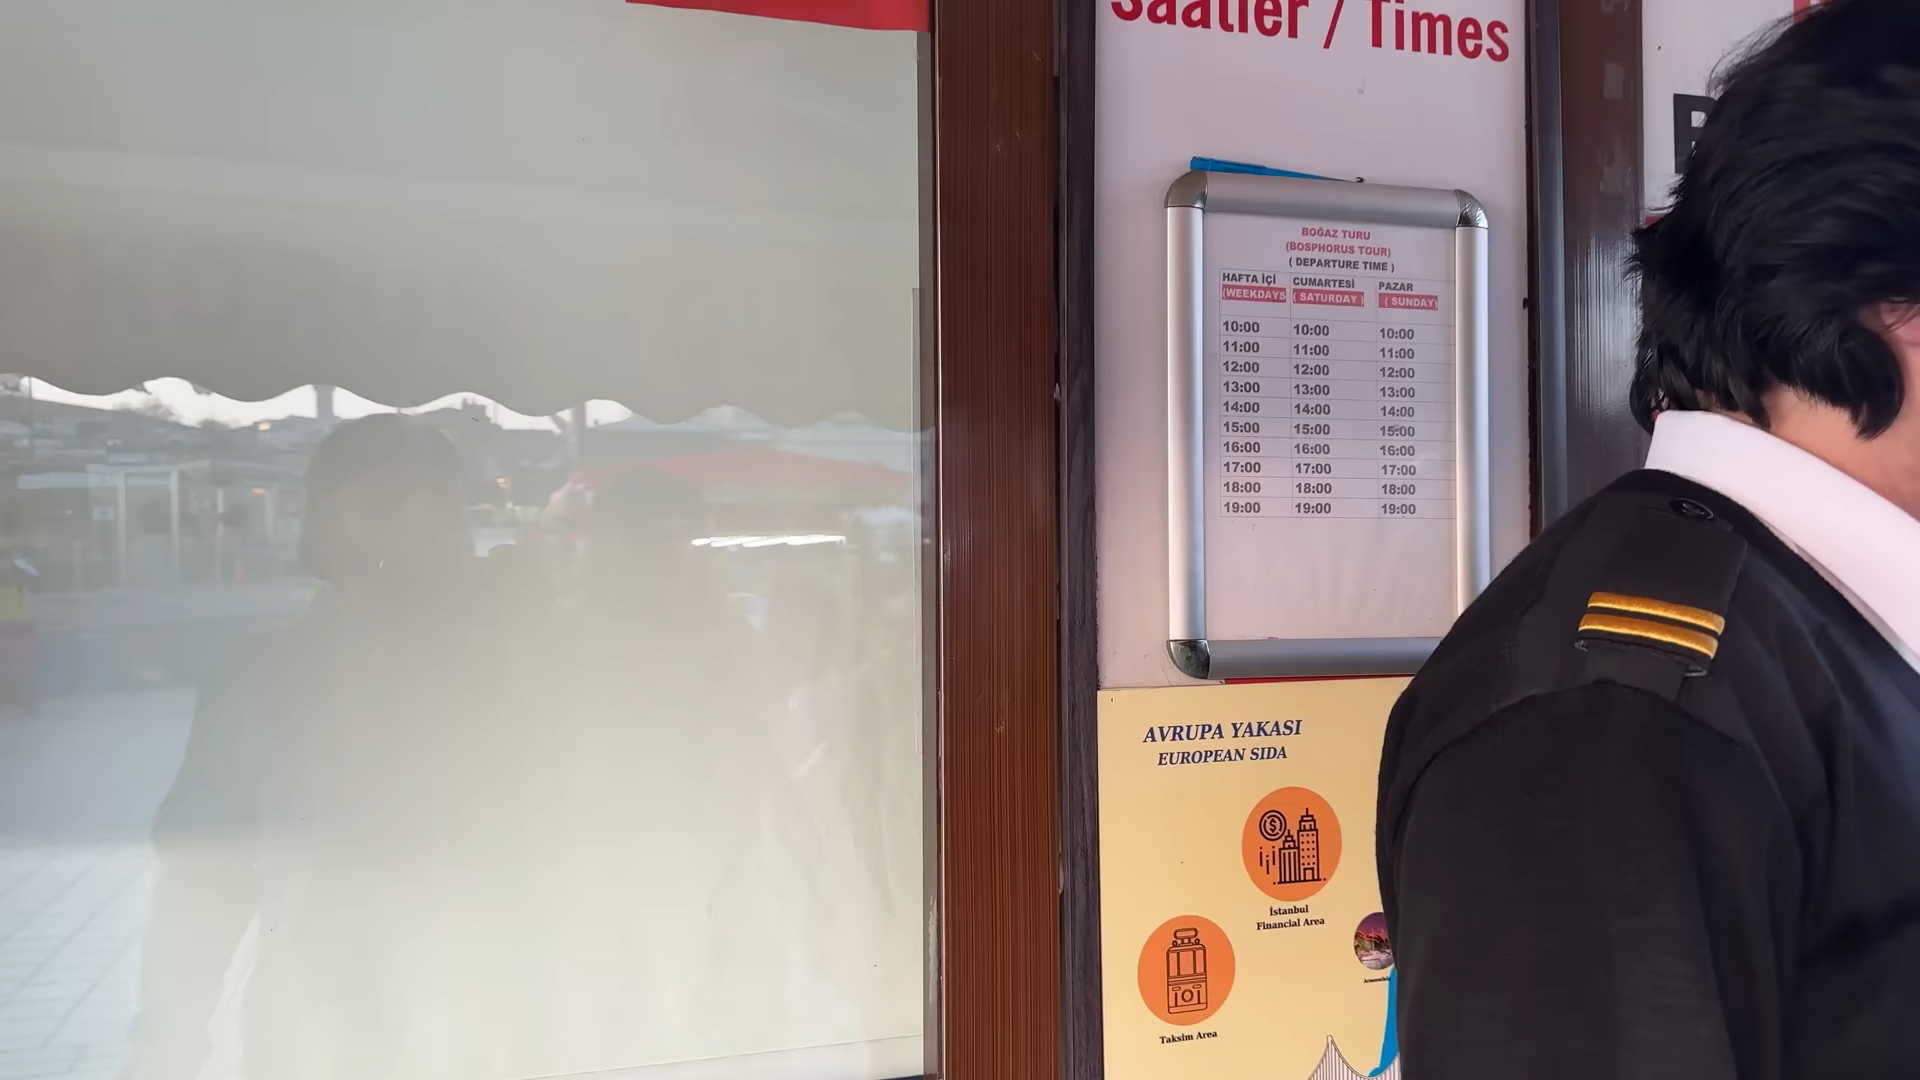 Saatler / Times
BOĞAZ TURU
(BOSPHORUS TOUR)
( DEPARTURE TIME )
HAFTA İÇİ CUMARTESİ PAZAR
(WEEKDAYS ( SATURDAY ) ( SUNDAY)
10:00 10:00 10:00
11:00 11:00 11:00
12:00 12:00 12:00
13:00 13:00 13:00
14:00 14:00 14:00
15:00 15:00 15:00
16:00 16:00 16:00
17:00 17:00 17:00
18:00 18:00 18:00
19:00 19:00 19:00
AVRUPA YAKASI
EUROPEAN SIDA
İstanbul
Financial Area
Taksim Area